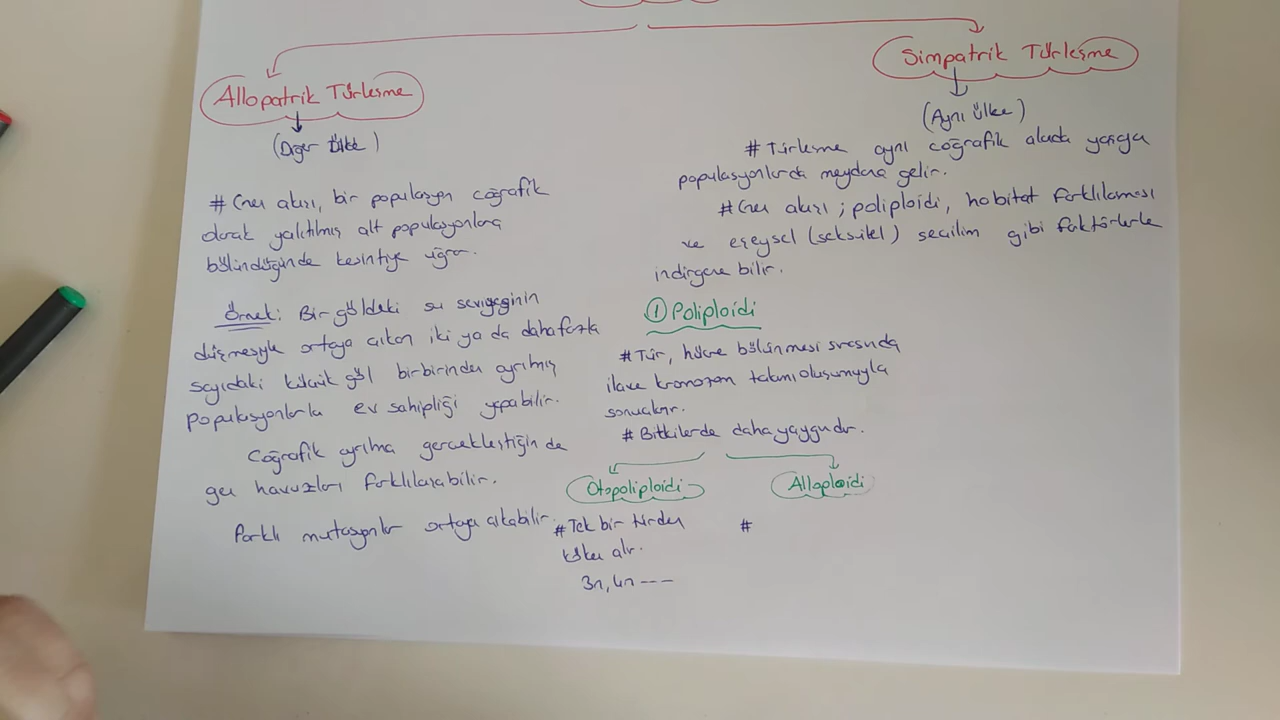 Allopatrik Türleşme
(Diğer Ülke)
# Gen akışı, bir populasyon coğrafik
olarak yalıtılmış alt populasyonlara
bölündüğünde kesintiye uğrar.
Örnek: Bir göldeki su seviyesinin
düşmesiyle ortaya çıkan iki ya da daha fazla
sayıdaki küçük göl birbirinden ayrılmış
populasyonlarla ev sahipliği yapabilir.
Coğrafik ayrılma gerçekleştiğinde
gen havuzları farklılaşabilir.
Farklı mutasyonlar ortaya çıkabilir.
Simpatrik Türleşme
(Aynı Ülke)
# Türleşme aynı coğrafik alanda yaşayan
populasyonlarda meydana gelir.
# Gen akışı; poliploidi, habitat farklılaşması
ve eşeysel (seksüel) seçilim gibi faktörlerle
indirgenebilir.
① Poliploidi
# Tür, hücre bölünmesi sırasında
ilave kromozom takımı oluşumuyla
sonuçlanır.
# Bitkilerde daha yaygındır.
Otopoliploidi
# Tek bir türden
köken alır.
3n, 4n ---
Alloploidi
#